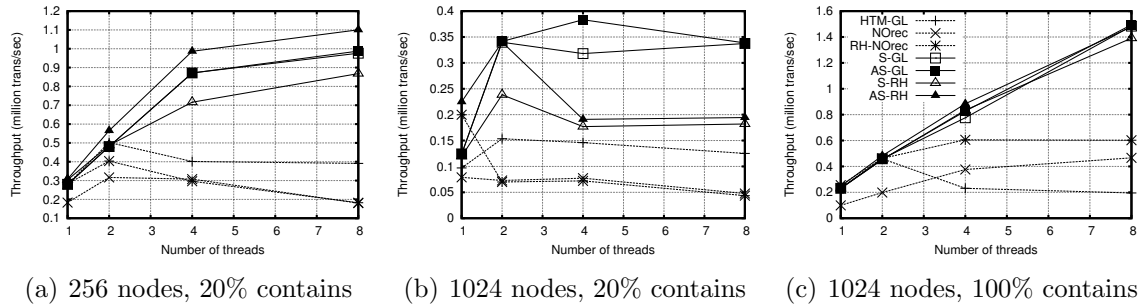 Throughput (million trans/sec)
1.2
1.1
1
0.9
0.8
0.7
0.6
0.5
0.4
0.3
0.2
0.1
1 2 3 4 5 6 7 8
Number of threads
(a) 256 nodes, 20% contains
Throughput (million trans/sec)
0.4
0.35
0.3
0.25
0.2
0.15
0.1
0.05
0
1 2 3 4 5 6 7 8
Number of threads
(b) 1024 nodes, 20% contains
Throughput (million trans/sec)
1.6
1.4
1.2
1
0.8
0.6
0.4
0.2
0
HTM-GL
NOrec
RH-NOrec
S-GL
AS-GL
S-RH
AS-RH
1 2 3 4 5 6 7 8
Number of threads
(c) 1024 nodes, 100% contains